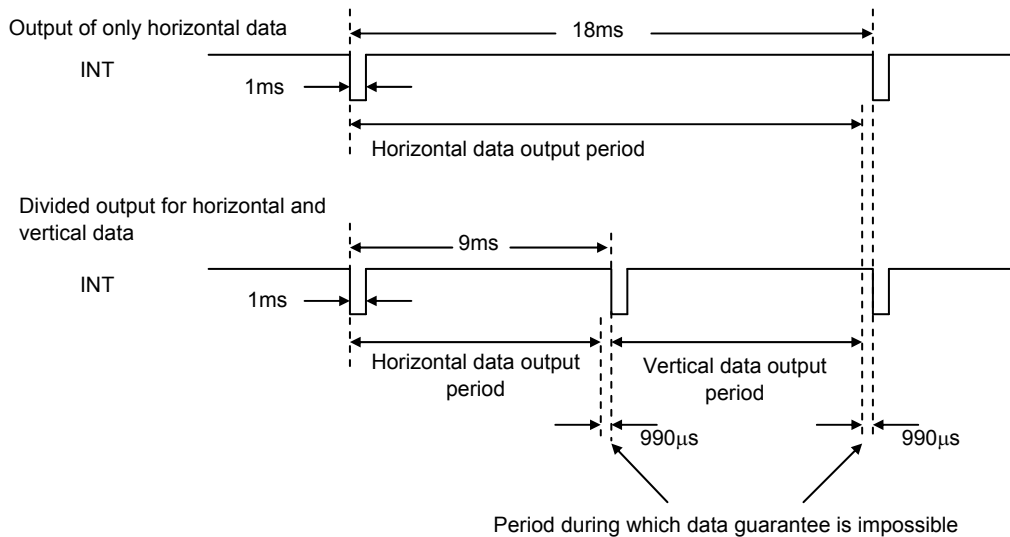 Output of only horizontal data
18ms
INT
1ms
Horizontal data output period
Divided output for horizontal and
vertical data
9ms
INT
1ms
Horizontal data output
period
Vertical data output
period
990μs
990μs
Period during which data guarantee is impossible